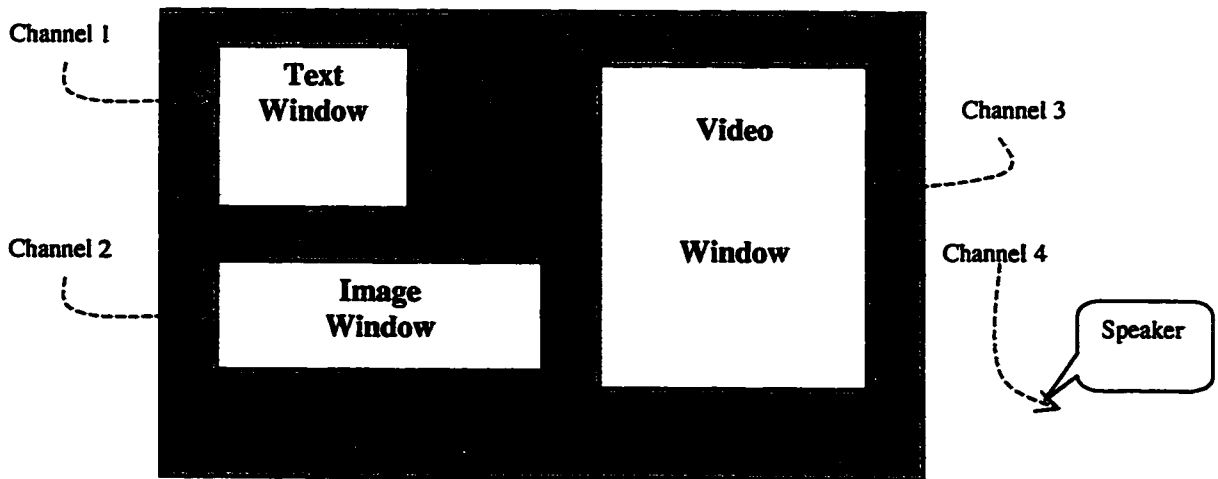 Channel 1
Text
Window
Video
Channel 3
Channel 2
Window
Channel 4
Image
Window
Speaker